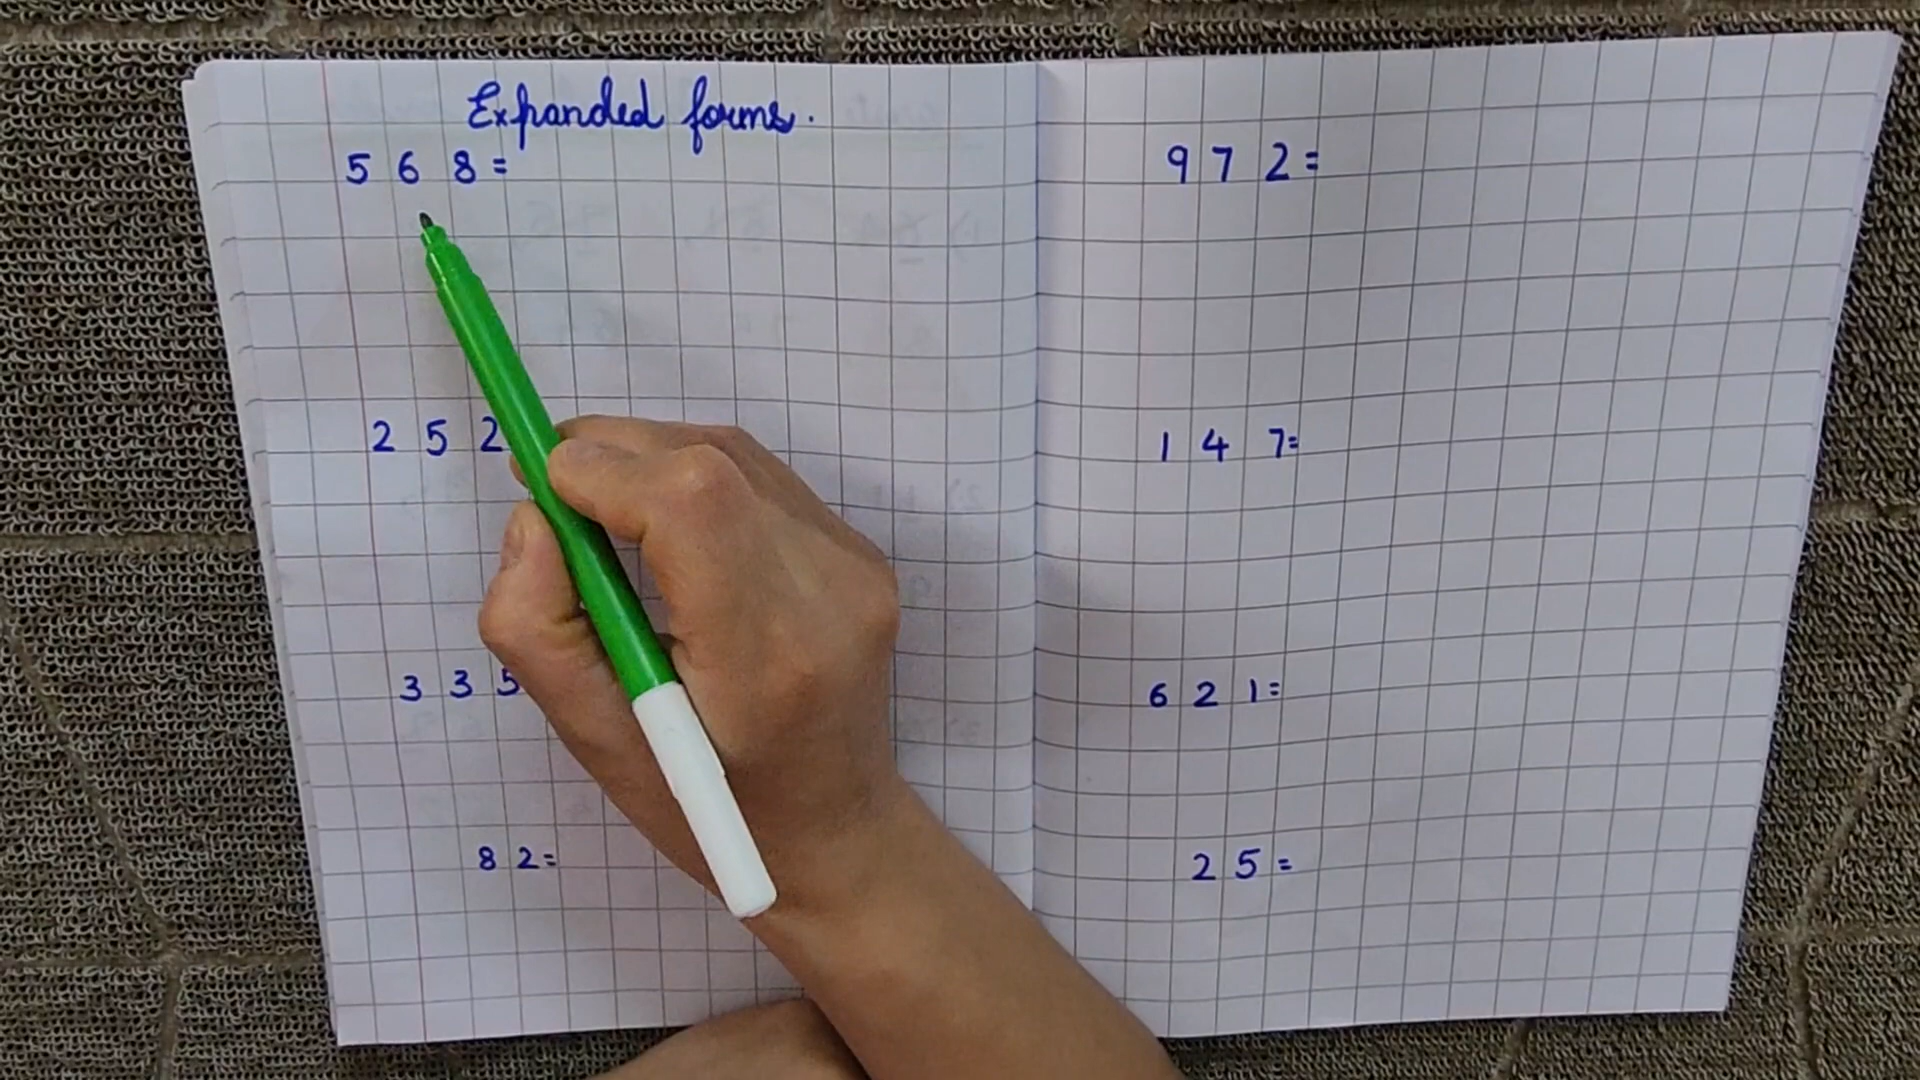 Expanded forms.
5 6 8 =
2 5 2
3 3 5
8 2 =
9 7 2 =
1 4 7 =
6 2 1 =
2 5 =